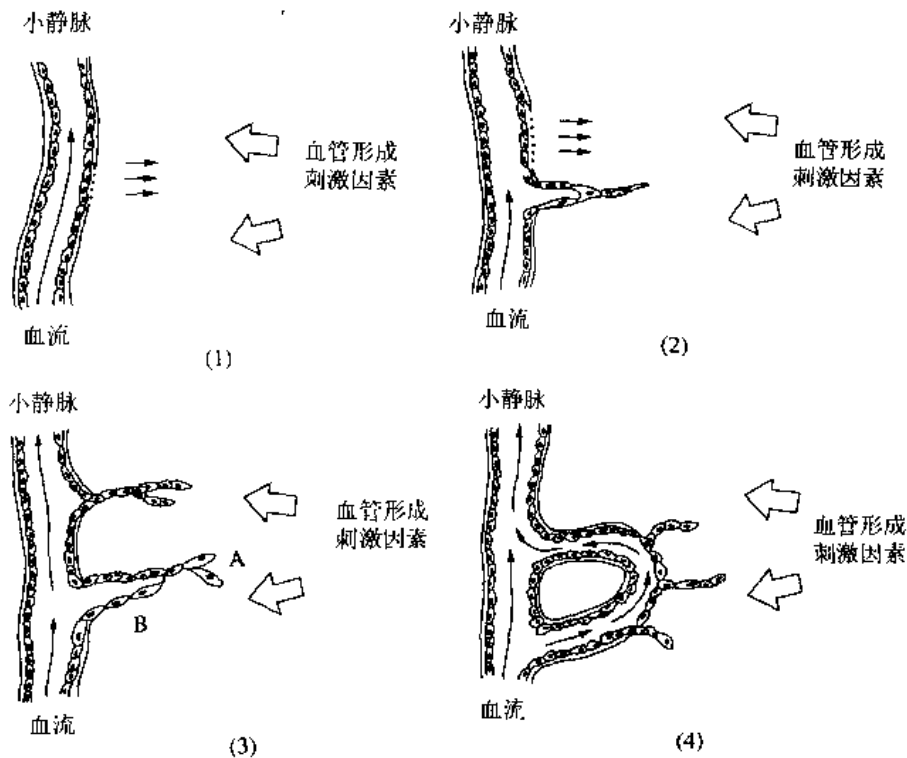 小静脉
血管形成
刺激因素
血流
(1)
小静脉
血管形成
刺激因素
血流
(2)
小静脉
血管形成
刺激因素
A
B
血流
(3)
小静脉
血管形成
刺激因素
血流
(4)